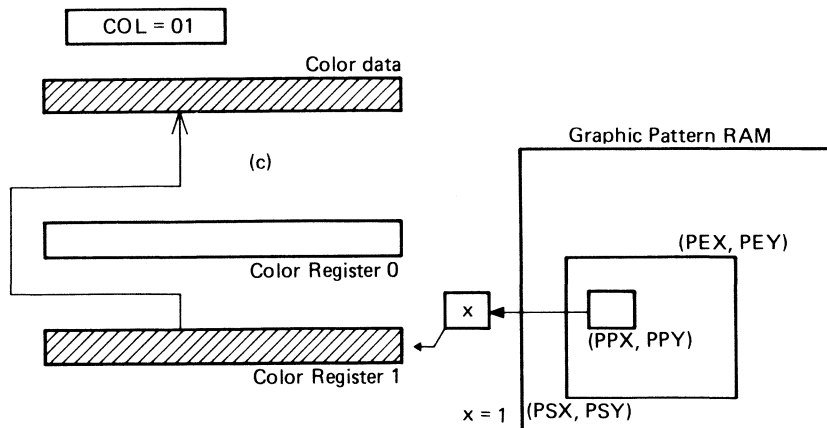 COL = 01
Color data
Graphic Pattern RAM
(c)
(PEX, PEY)
Color Register 0
x
(PPX, PPY)
Color Register 1
x = 1
(PSX, PSY)